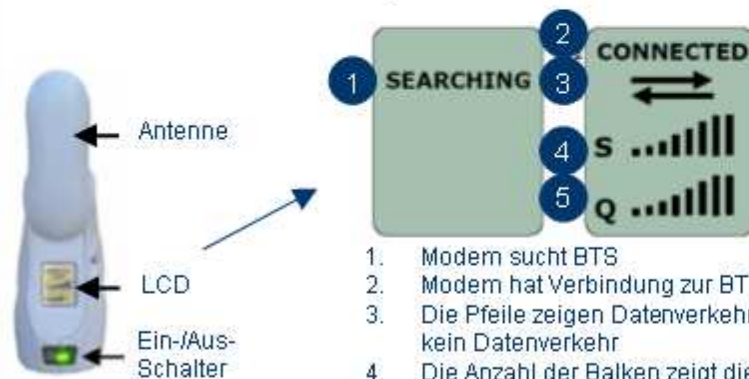 Antenne
LCD
Ein-/Aus-
Schalter
1
SEARCHING
2
CONNECTED
3
4
S
5
Q
1. Modem sucht BTS
2. Modem hat Verbindung zur BT
3. Die Pfeile zeigen Datenverkehr
kein Datenverkehr
4. Die Anzahl der Balken zeigt die